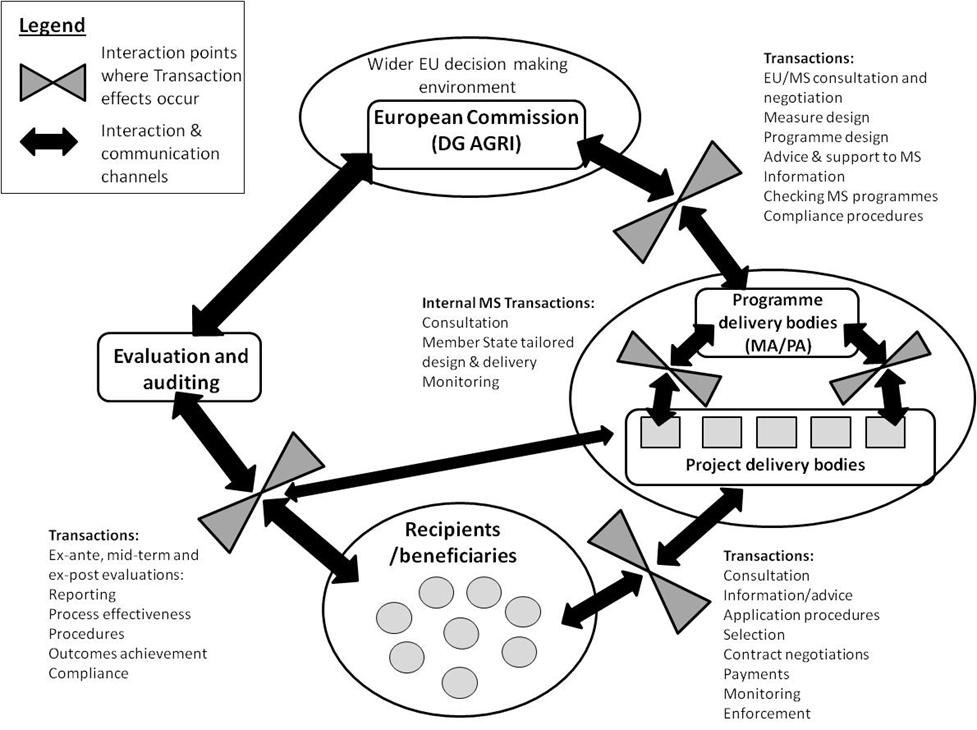 Legend
Interaction points
where Transaction
effects occur
Interaction &
communication
channels
Wider EU decision making
environment
European Commission
(DG AGRI)
Transactions:
EU/MS consultation and
negotiation
Measure design
Programme design
Advice & support to MS
Information
Checking MS programmes
Compliance procedures
Internal MS Transactions:
Consultation
Member State tailored
design & delivery
Monitoring
Programme
delivery bodies
(MA/PA)
Evaluation and
auditing
Project delivery bodies
Recipients
/beneficiaries
Transactions:
Ex-ante, mid-term and
ex-post evaluations:
Reporting
Process effectiveness
Procedures
Outcomes achievement
Compliance
Transactions:
Consultation
Information/advice
Application procedures
Selection
Contract negotiations
Payments
Monitoring
Enforcement